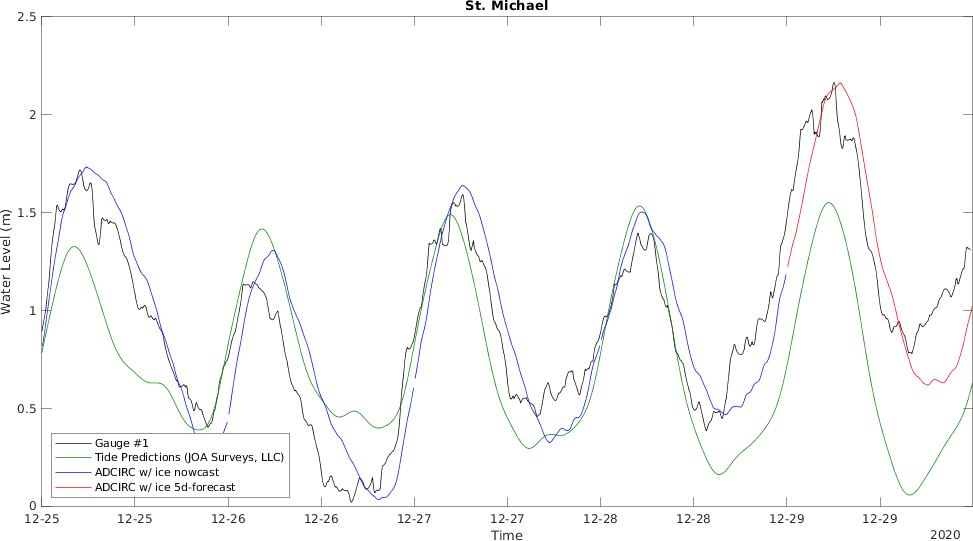 St. Michael
2.5
2
1.5
1
0.5
0
Water Level (m)
Gauge #1
Tide Predictions (JOA Surveys, LLC)
ADCIRC w/ ice nowcast
ADCIRC w/ ice 5d-forecast
12-25 12-25 12-26 12-26 12-27 12-27 12-28 12-28 12-29 12-29
Time
2020